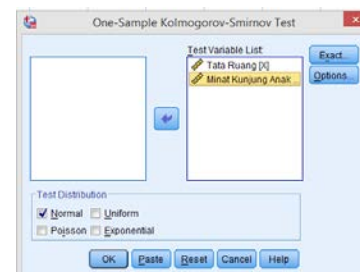 One-Sample Kolmogorov-Smirnov Test
Test Variable List:
Tata Ruang [X]
Minat Kunjung Anak ...
Exact...
Options...
Test Distribution
Normal Uniform
Poisson Exponential
OK Paste Reset Cancel Help